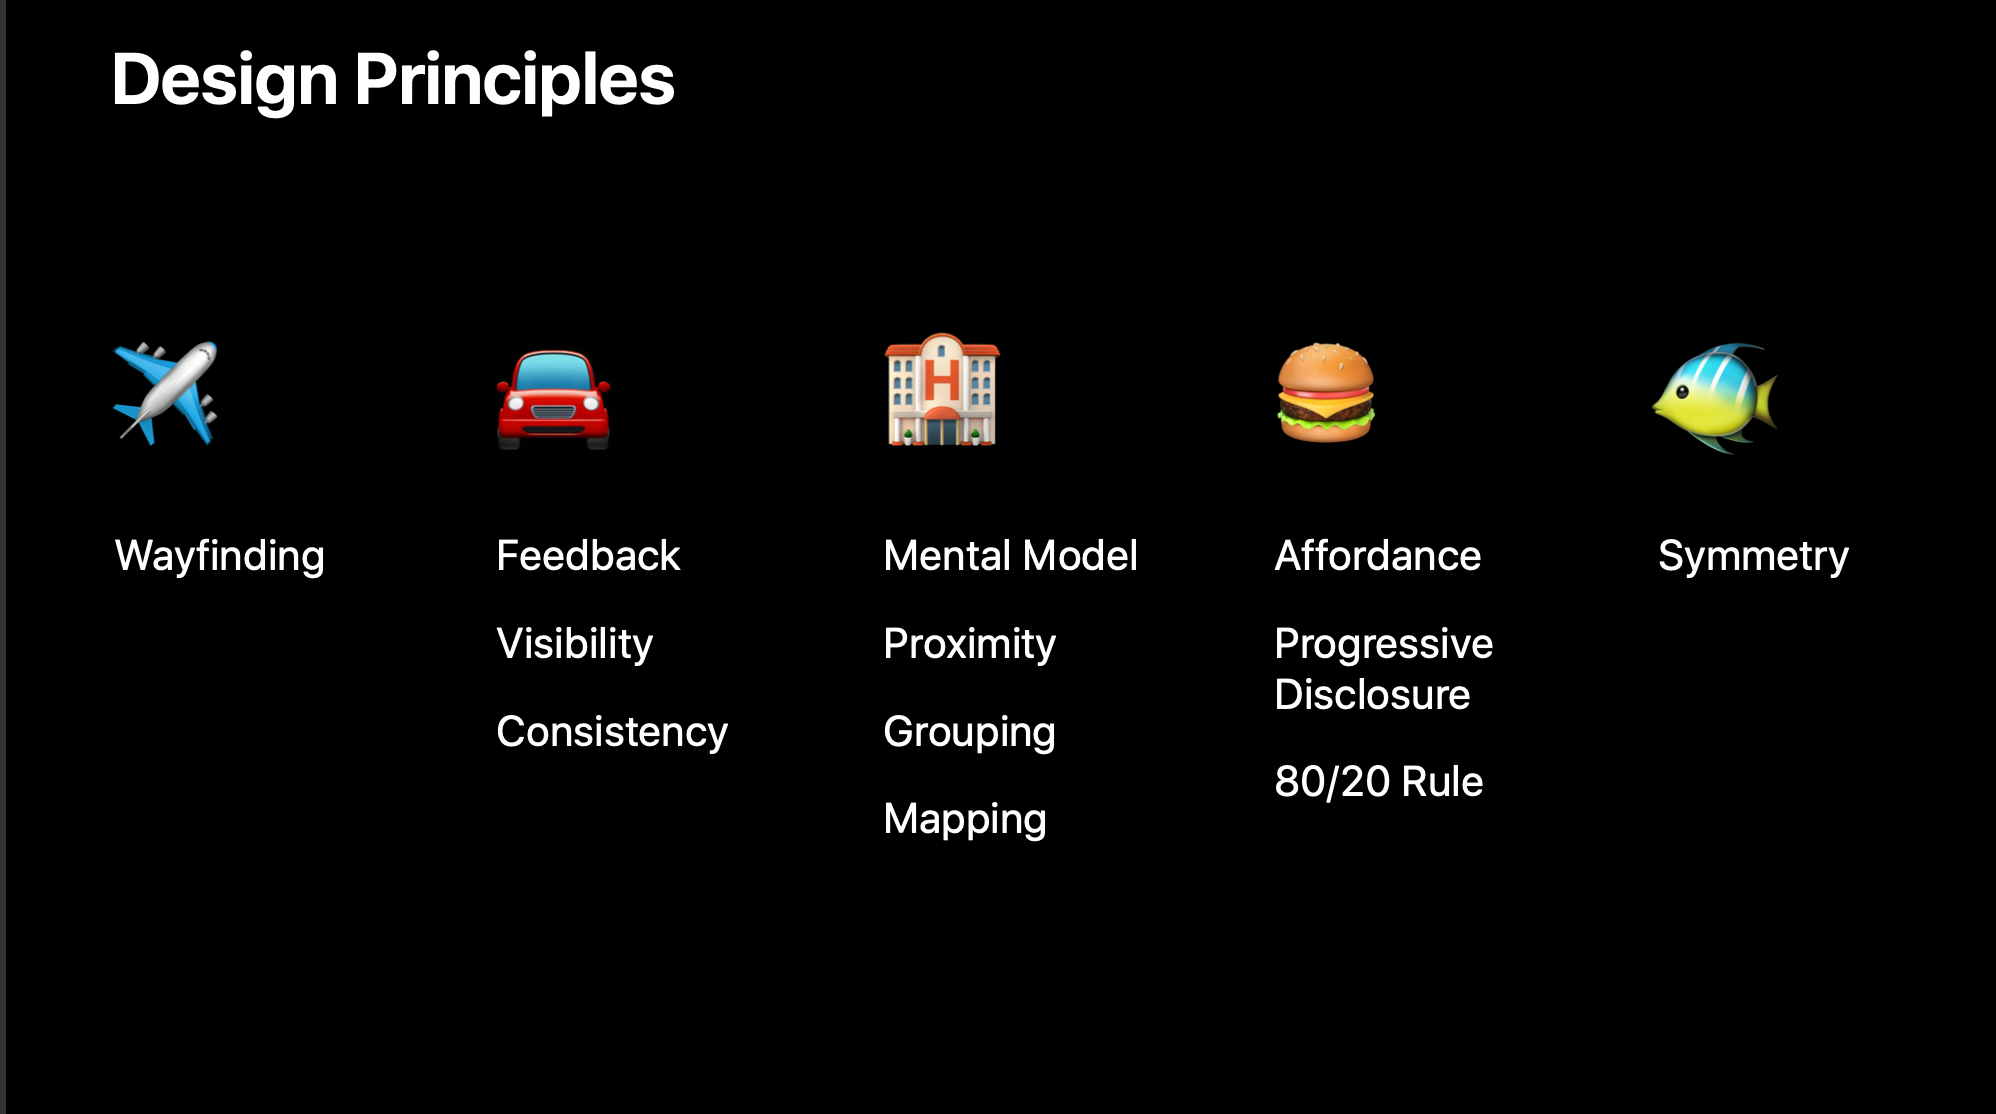 Design Principles
H
Wayfinding
Feedback
Visibility
Consistency
Mental Model
Proximity
Grouping
Mapping
Affordance
Progressive
Disclosure
80/20 Rule
Symmetry